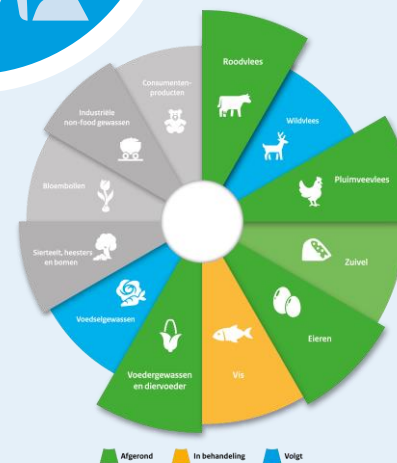 Roodvlees
Wildvlees
Pluimveevlees
Zuivel
Eieren
Vis
Voedergewassen
en diervoeder
Voedselgewassen
Sierteelt, heesters
en bomen
Bloembollen
Industriële
non-food gewassen
Consumenten-
producten
Afgerond
In behandeling
Volgt